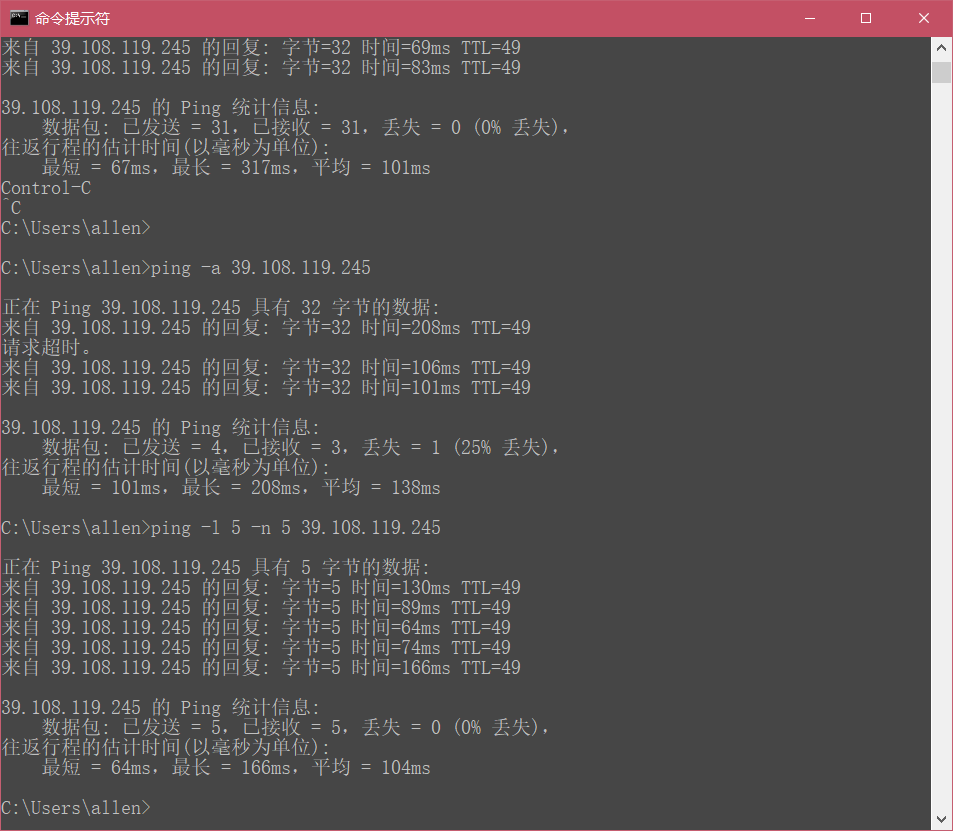 命令提示符
来自 39.108.119.245 的回复: 字节=32 时间=69ms TTL=49
来自 39.108.119.245 的回复: 字节=32 时间=83ms TTL=49
39.108.119.245 的 Ping 统计信息:
    数据包: 已发送 = 31，已接收 = 31，丢失 = 0 (0% 丢失)，
往返行程的估计时间(以毫秒为单位):
    最短 = 67ms，最长 = 317ms，平均 = 101ms
Control-C
^C
C:\Users\allen>
C:\Users\allen>ping -a 39.108.119.245
正在 Ping 39.108.119.245 具有 32 字节的数据:
来自 39.108.119.245 的回复: 字节=32 时间=208ms TTL=49
请求超时。
来自 39.108.119.245 的回复: 字节=32 时间=106ms TTL=49
来自 39.108.119.245 的回复: 字节=32 时间=101ms TTL=49
39.108.119.245 的 Ping 统计信息:
    数据包: 已发送 = 4，已接收 = 3，丢失 = 1 (25% 丢失)，
往返行程的估计时间(以毫秒为单位):
    最短 = 101ms，最长 = 208ms，平均 = 138ms
C:\Users\allen>ping -l 5 -n 5 39.108.119.245
正在 Ping 39.108.119.245 具有 5 字节的数据:
来自 39.108.119.245 的回复: 字节=5 时间=130ms TTL=49
来自 39.108.119.245 的回复: 字节=5 时间=89ms TTL=49
来自 39.108.119.245 的回复: 字节=5 时间=64ms TTL=49
来自 39.108.119.245 的回复: 字节=5 时间=74ms TTL=49
来自 39.108.119.245 的回复: 字节=5 时间=166ms TTL=49
39.108.119.245 的 Ping 统计信息:
    数据包: 已发送 = 5，已接收 = 5，丢失 = 0 (0% 丢失)，
往返行程的估计时间(以毫秒为单位):
    最短 = 64ms，最长 = 166ms，平均 = 104ms
C:\Users\allen>